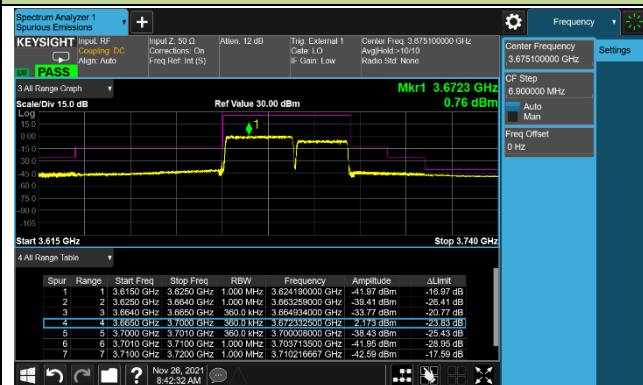 Spectrum Analyzer 1
Spurious Emissions
Frequency
KEYSIGHT Input: RF Input Z: 50 Ω Atten: 12 dB Trig: External 1 Center Freq: 3.675100000 GHz
Coupling: DC Corrections: On Gate: LO Avg|Hold:>10/10
Align: Auto Freq Ref: Int (S) IF Gain: Low Radio Std: None
PASS
Center Frequency
3.675100000 GHz
Settings
CF Step
6.900000 MHz
Auto
Man
Freq Offset
0 Hz
3 All Range Graph
Mkr1 3.6723 GHz
Scale/Div 15.0 dB Ref Value 30.00 dBm 0.76 dBm
Log
15.0
0.00
-15.0
-30.0
-45.0
-60.0
-75.0
-90.0
-105
1
Start 3.615 GHz Stop 3.740 GHz
4 All Range Table
Spur Range Start Freq Stop Freq RBW Frequency Amplitude ΔLimit
1 1 3.6150 GHz 3.6250 GHz 1.000 MHz 3.624190000 GHz -41.97 dBm -16.97 dB
2 2 3.6250 GHz 3.6640 GHz 1.000 MHz 3.663259000 GHz -39.41 dBm -26.41 dB
3 3 3.6640 GHz 3.6650 GHz 360.0 kHz 3.664934000 GHz -33.77 dBm -20.77 dB
4 4 3.6650 GHz 3.7000 GHz 360.0 kHz 3.672332500 GHz 2.173 dBm -23.83 dB
5 5 3.7000 GHz 3.7010 GHz 360.0 kHz 3.700008000 GHz -38.43 dBm -25.43 dB
6 6 3.7010 GHz 3.7100 GHz 1.000 MHz 3.703713500 GHz -41.95 dBm -28.95 dB
7 7 3.7100 GHz 3.7200 GHz 1.000 MHz 3.710216667 GHz -42.59 dBm -17.59 dB
Nov 26, 2021
8:42:32 AM